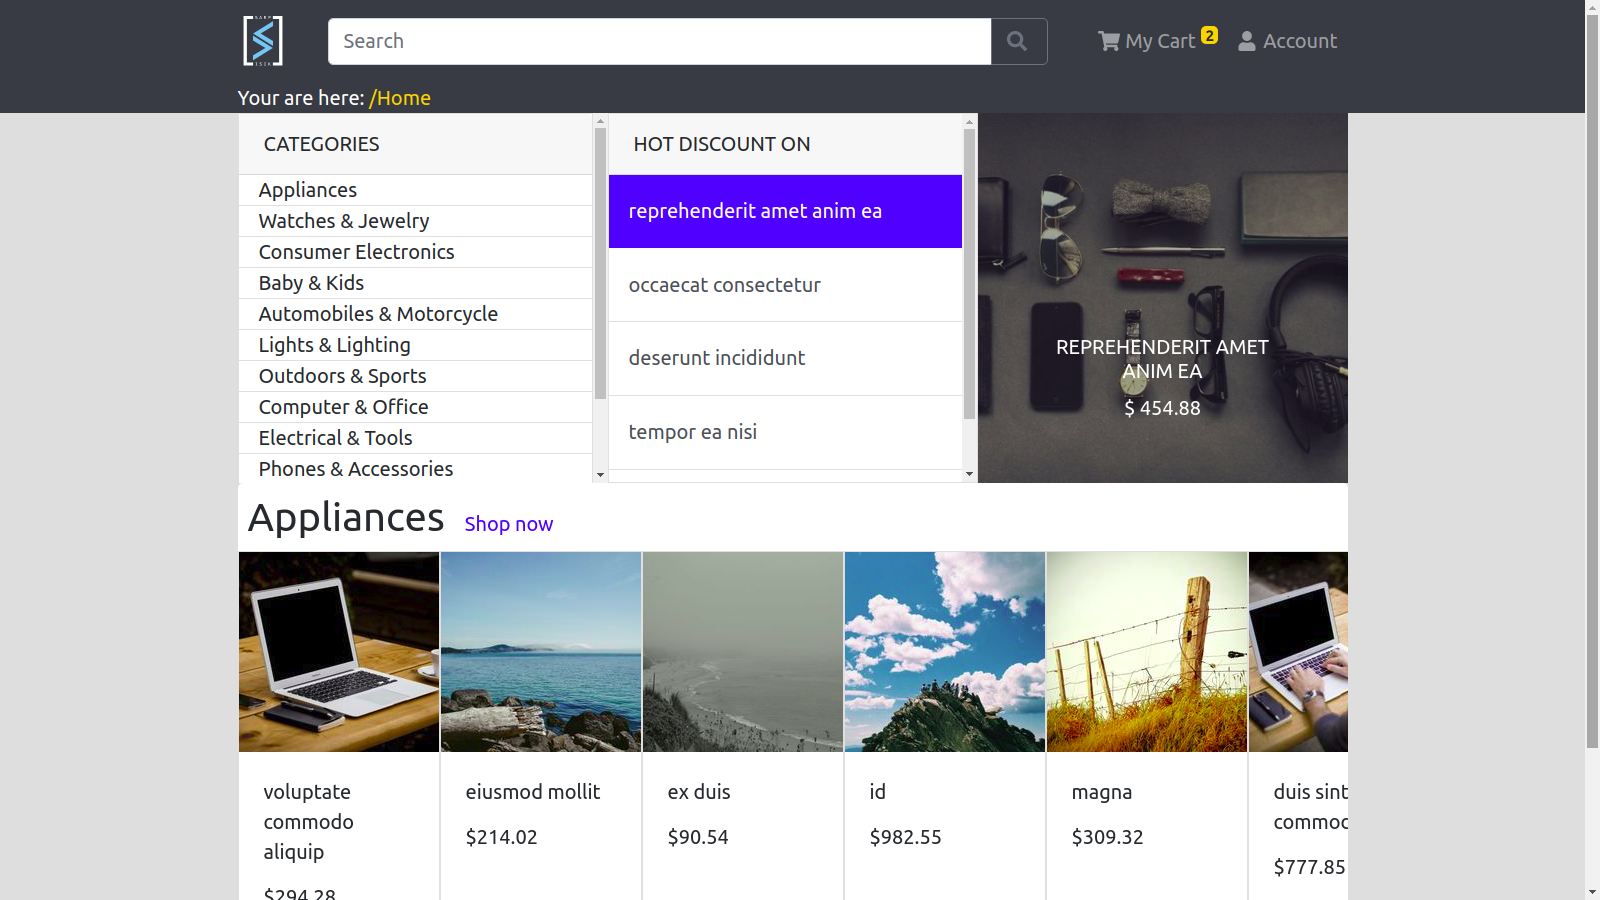 SARP
ISIK
Search
My Cart 2
Account
Your are here: /Home
CATEGORIES
Appliances
Watches & Jewelry
Consumer Electronics
Baby & Kids
Automobiles & Motorcycle
Lights & Lighting
Outdoors & Sports
Computer & Office
Electrical & Tools
Phones & Accessories
HOT DISCOUNT ON
reprehenderit amet anim ea
occaecat consectetur
deserunt incididunt
tempor ea nisi
REPREHENDERIT AMET
ANIM EA
$ 454.88
Appliances Shop now
voluptate
commodo
aliquip
$294.28
eiusmod mollit
$214.02
ex duis
$90.54
id
$982.55
magna
$309.32
duis sint
commoc
$777.85